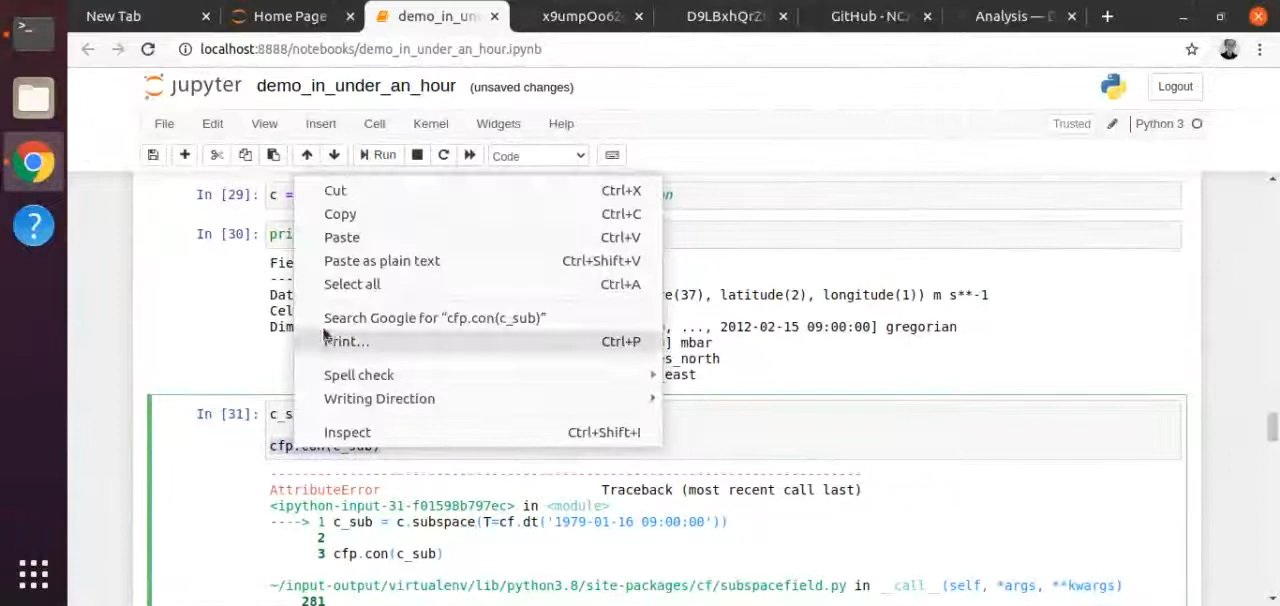 New Tab × Home Page × demo_in_un × x9umpOo62 × D9LBxhQrZ × GitHub - NC × Analysis — × +
localhost:8888/notebooks/demo_in_under_an_hour.ipynb
jupyter demo_in_under_an_hour (unsaved changes) Logout
File Edit View Insert Cell Kernel Widgets Help Trusted Python 3
Run Code
In [29]: c = n
In [30]: pri
Fie
Dat e(37), latitude(2), longitude(1)) m s**-1
Cel
Dim , ..., 2012-02-15 09:00:00] gregorian
] mbar
s_north
east
Cut Ctrl+X
Copy Ctrl+C
Paste Ctrl+V
Paste as plain text Ctrl+Shift+V
Select all Ctrl+A
Search Google for “cfp.con(c_sub)”
Print... Ctrl+P
Spell check
Writing Direction
Inspect Ctrl+Shift+I
In [31]: c_s
cfp.con(c_sub)
---------------------------------------------------------------------------
AttributeError Traceback (most recent call last)
<ipython-input-31-f01598b797ec> in <module>
----> 1 c_sub = c.subspace(T=cf.dt('1979-01-16 09:00:00'))
2
3 cfp.con(c_sub)
~/input-output/virtualenv/lib/python3.8/site-packages/cf/subspacefield.py in __call__(self, *args, **kwargs)
281